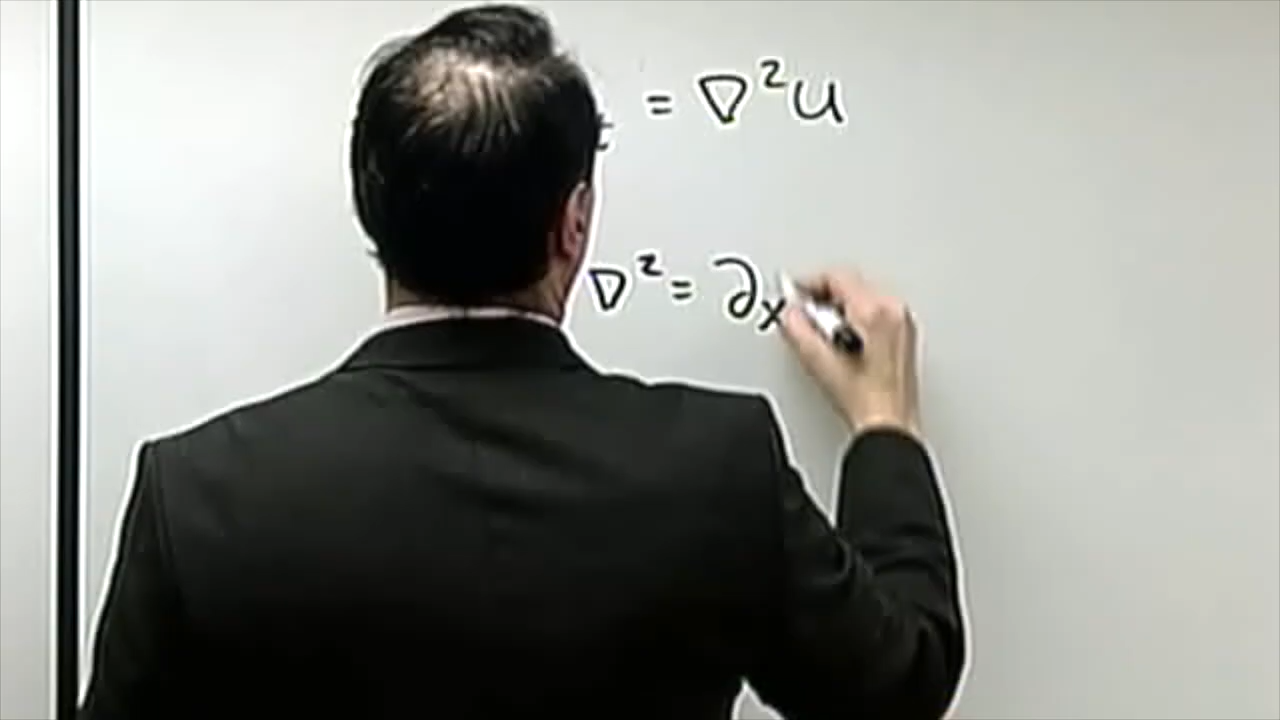 t = ∇²u
∇² = ∂x